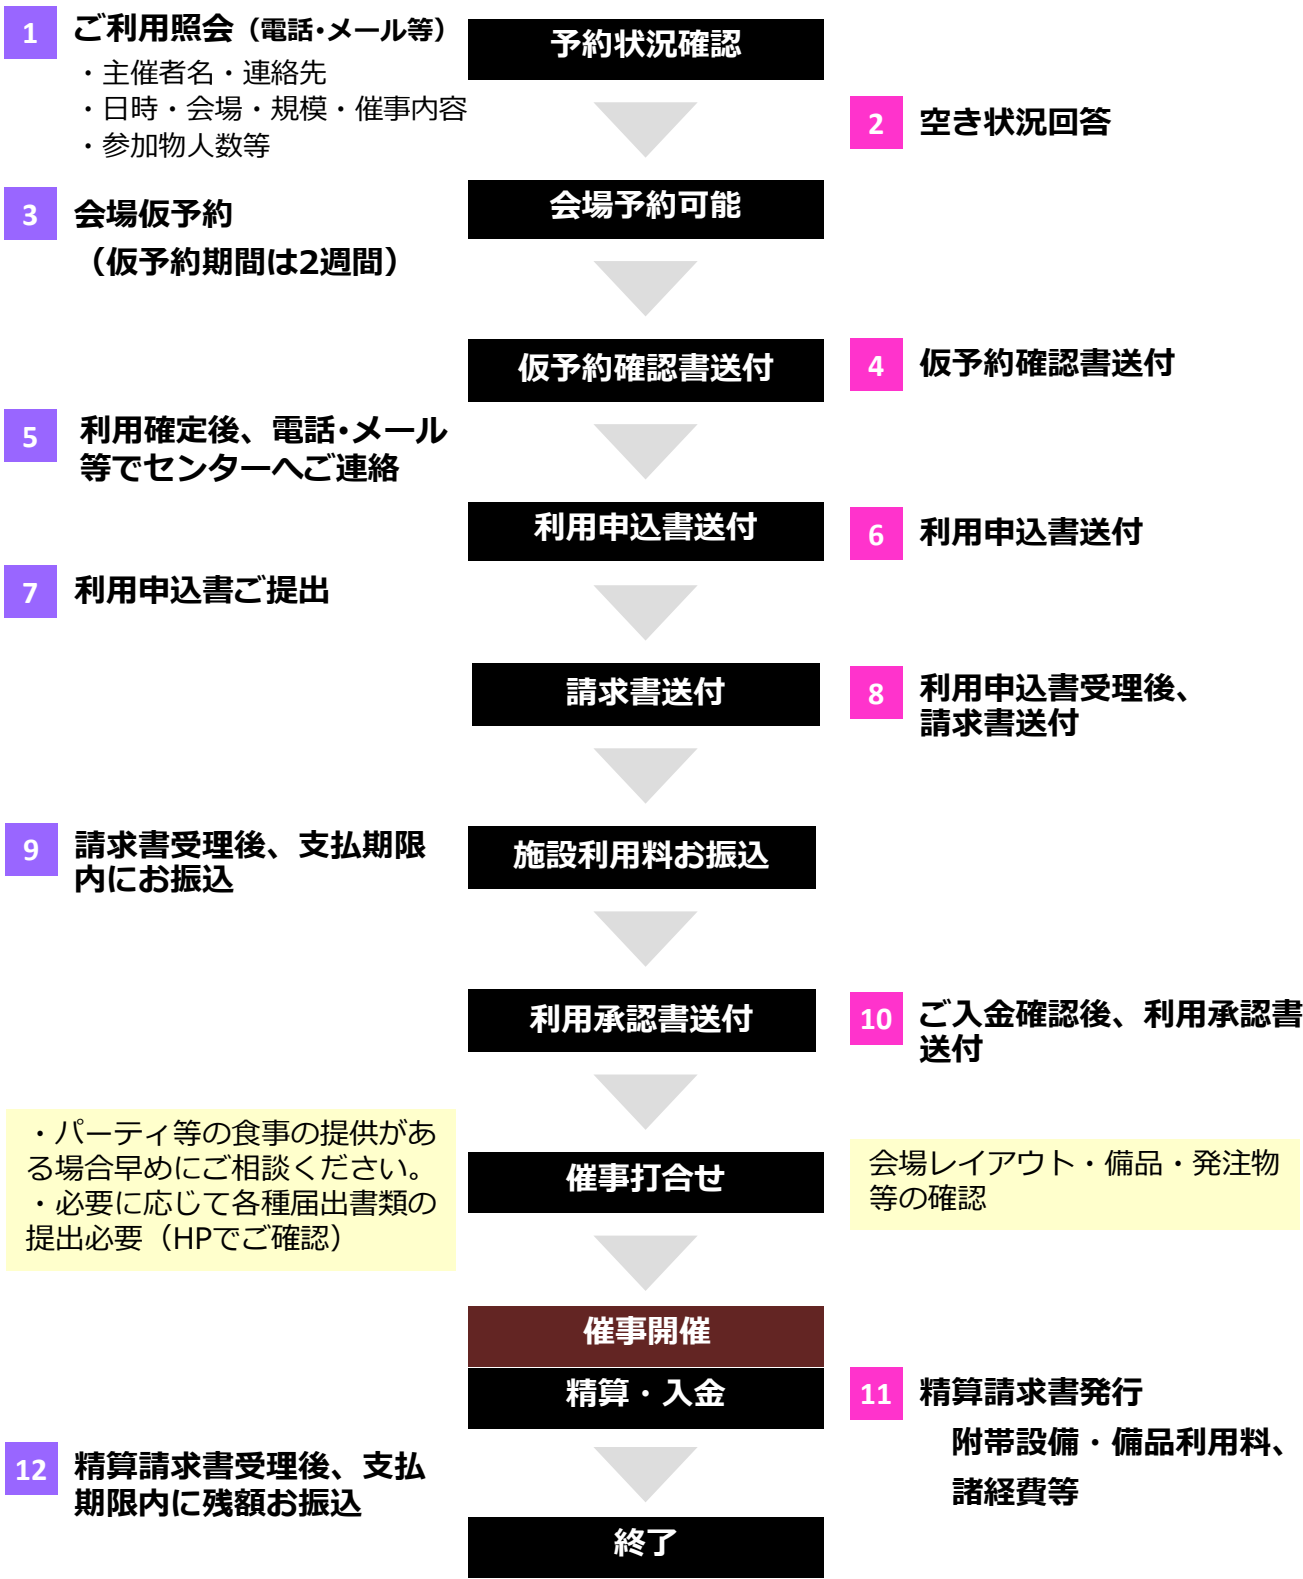 1 ご利用照会（電話・メール等）
・主催者名・連絡先
・日時・会場・規模・催事内容
・参加物人数等
予約状況確認
2 空き状況回答
3 会場仮予約
（仮予約期間は2週間）
会場予約可能
仮予約確認書送付
4 仮予約確認書送付
5 利用確定後、電話・メール
等でセンターへご連絡
利用申込書送付
6 利用申込書送付
7 利用申込書ご提出
請求書送付
8 利用申込書受理後、
請求書送付
9 請求書受理後、支払期限
内にお振込
施設利用料お振込
利用承認書送付
10 ご入金確認後、利用承認書
送付
・パーティ等の食事の提供があ
る場合早めにご相談ください。
・必要に応じて各種届出書類の
提出必要（HPでご確認）
催事打合せ
会場レイアウト・備品・発注物
等の確認
催事開催
精算・入金
11 精算請求書発行
附帯設備・備品利用料、
諸経費等
12 精算請求書受理後、支払
期限内に残額お振込
終了